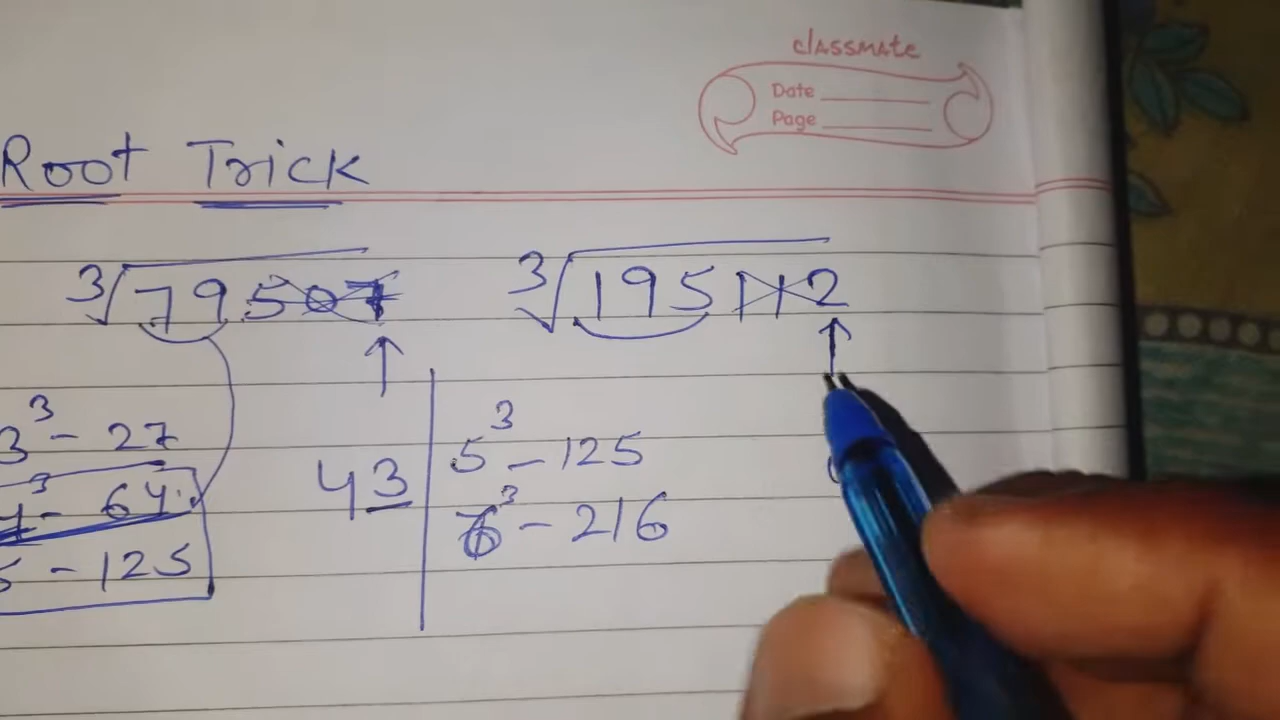 classmate
Date
Page
Root Trick
3√79507 3√195112
3³ - 27
4³ - 64
5 - 125
43
5³ - 125
6³ - 216